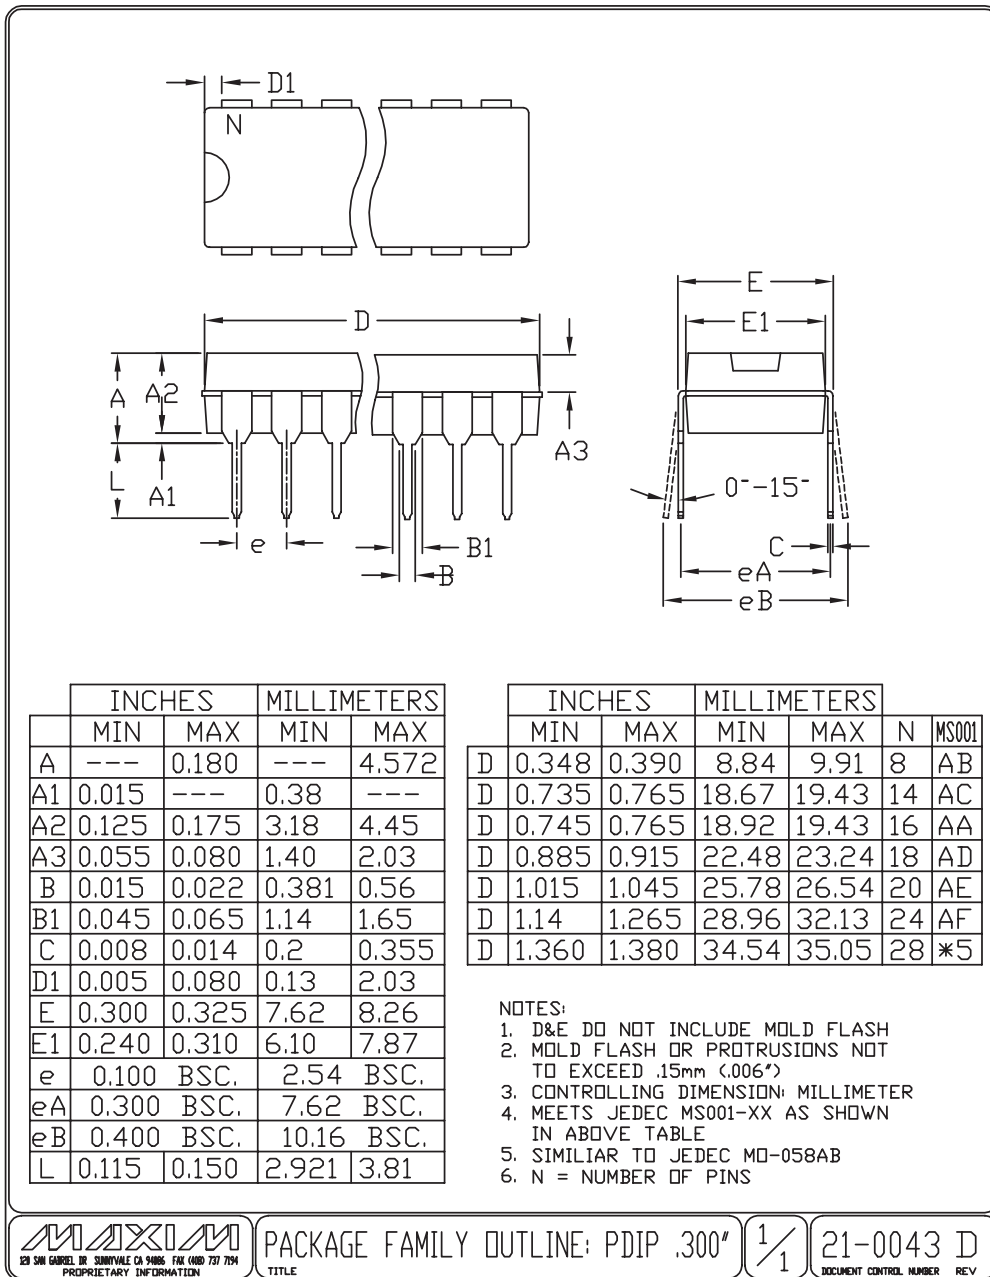 D1
N
E
E1
D
A
A2
A3
L
A1
0°-15°
e
B1
B
C
eA
eB
INCHES MILLIMETERS
MIN MAX MIN MAX
A --- 0.180 --- 4.572
A1 0.015 --- 0.38 ---
A2 0.125 0.175 3.18 4.45
A3 0.055 0.080 1.40 2.03
B 0.015 0.022 0.381 0.56
B1 0.045 0.065 1.14 1.65
C 0.008 0.014 0.2 0.355
D1 0.005 0.080 0.13 2.03
E 0.300 0.325 7.62 8.26
E1 0.240 0.310 6.10 7.87
e 0.100 BSC. 2.54 BSC.
eA 0.300 BSC. 7.62 BSC.
eB 0.400 BSC. 10.16 BSC.
L 0.115 0.150 2.921 3.81
INCHES MILLIMETERS
MIN MAX MIN MAX N MS001
D 0.348 0.390 8.84 9.91 8 AB
D 0.735 0.765 18.67 19.43 14 AC
D 0.745 0.765 18.92 19.43 16 AA
D 0.885 0.915 22.48 23.24 18 AD
D 1.015 1.045 25.78 26.54 20 AE
D 1.14 1.265 28.96 32.13 24 AF
D 1.360 1.380 34.54 35.05 28 *5
NOTES:
1. D&E DO NOT INCLUDE MOLD FLASH
2. MOLD FLASH OR PROTRUSIONS NOT
TO EXCEED .15mm (.006")
3. CONTROLLING DIMENSION: MILLIMETER
4. MEETS JEDEC MS001-XX AS SHOWN
IN ABOVE TABLE
5. SIMILIAR TO JEDEC MO-058AB
6. N = NUMBER OF PINS
MAXIM
120 SAN GABRIEL DR SUNNYVALE CA 94086 FAX (408) 737 7194
PROPRIETARY INFORMATION
PACKAGE FAMILY OUTLINE: PDIP .300"
TITLE
1/1
21-0043 D
DOCUMENT CONTROL NUMBER REV